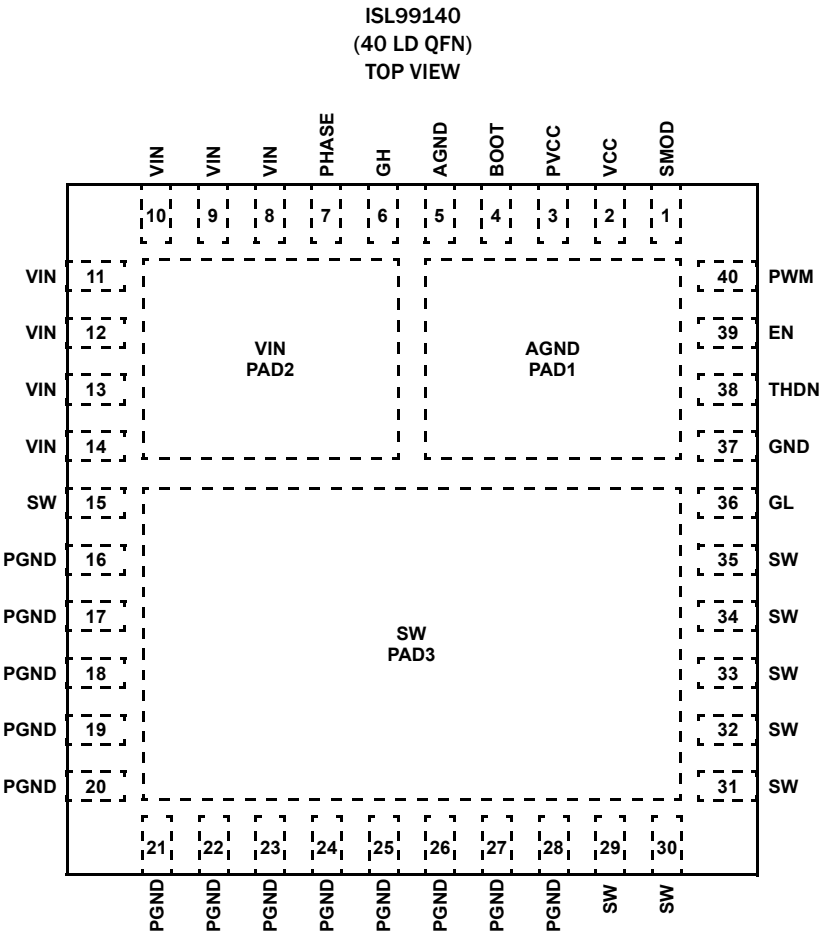 ISL99140
(40 LD QFN)
TOP VIEW
VIN VIN VIN PHASE GH AGND BOOT PVCC VCC SMOD
10 9 8 7 6 5 4 3 2 1
VIN 11
VIN 12
VIN 13
VIN 14
SW 15
PGND 16
PGND 17
PGND 18
PGND 19
PGND 20
VIN
PAD2
AGND
PAD1
SW
PAD3
40 PWM
39 EN
38 THDN
37 GND
36 GL
35 SW
34 SW
33 SW
32 SW
31 SW
21 22 23 24 25 26 27 28 29 30
PGND PGND PGND PGND PGND PGND PGND PGND SW SW